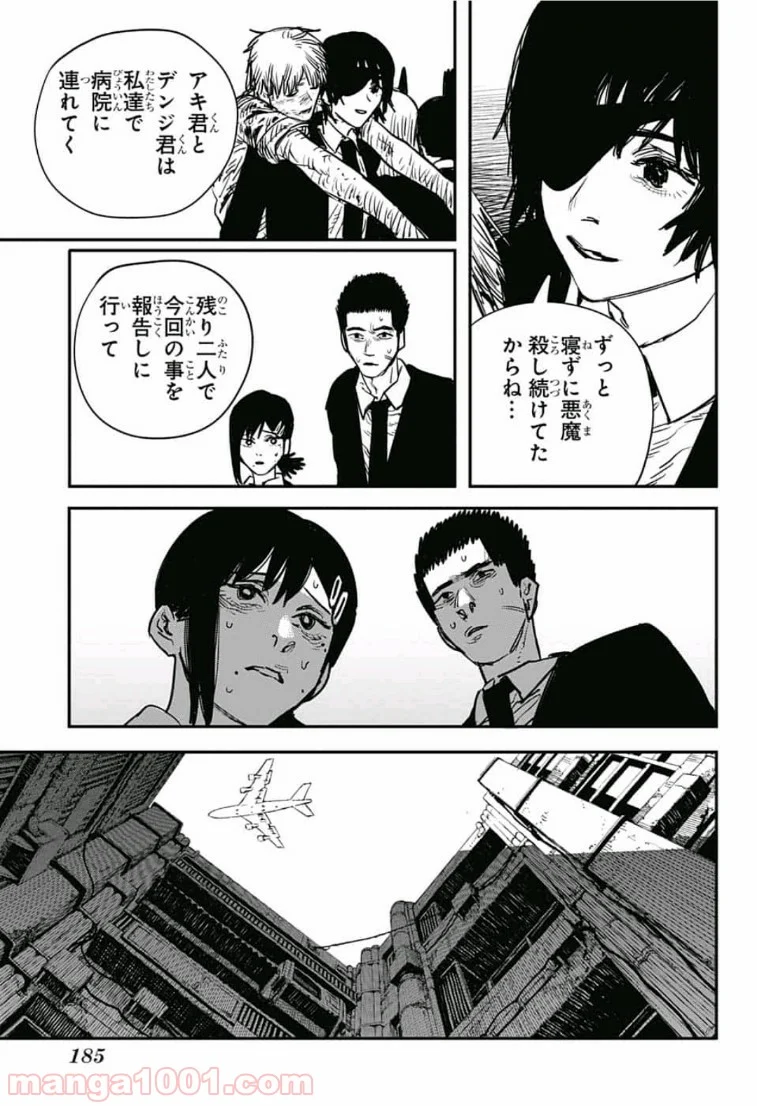 ずっと
寝ずに悪魔
殺し続けてた
からね…
アキ君と
デンジ君は
私達で
病院に
連れてく
残り二人で
今回の事を
報告しに
行って
185
manga1001.com